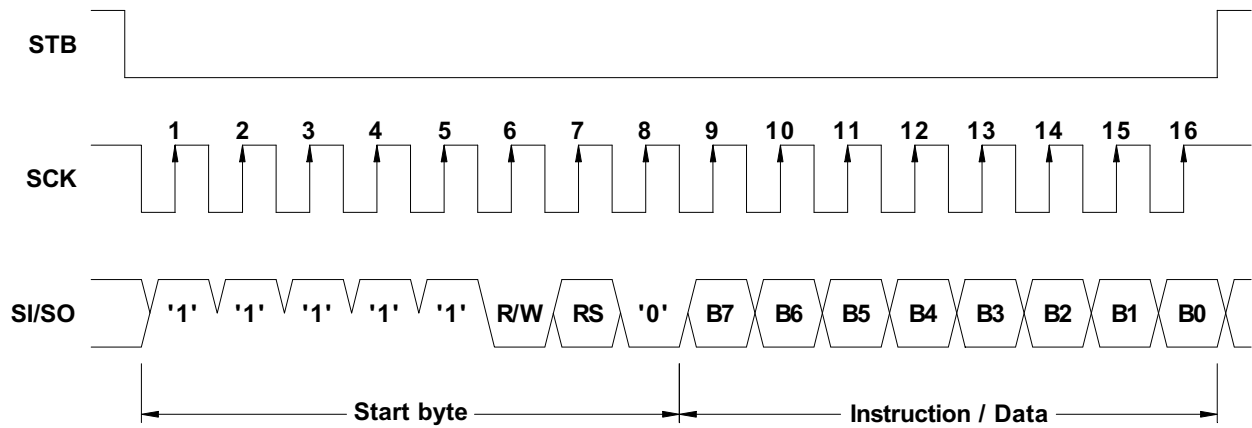 STB
1 2 3 4 5 6 7 8 9 10 11 12 13 14 15 16
SCK
SI/SO '1' '1' '1' '1' '1' R/W RS '0' B7 B6 B5 B4 B3 B2 B1 B0
Start byte Instruction / Data